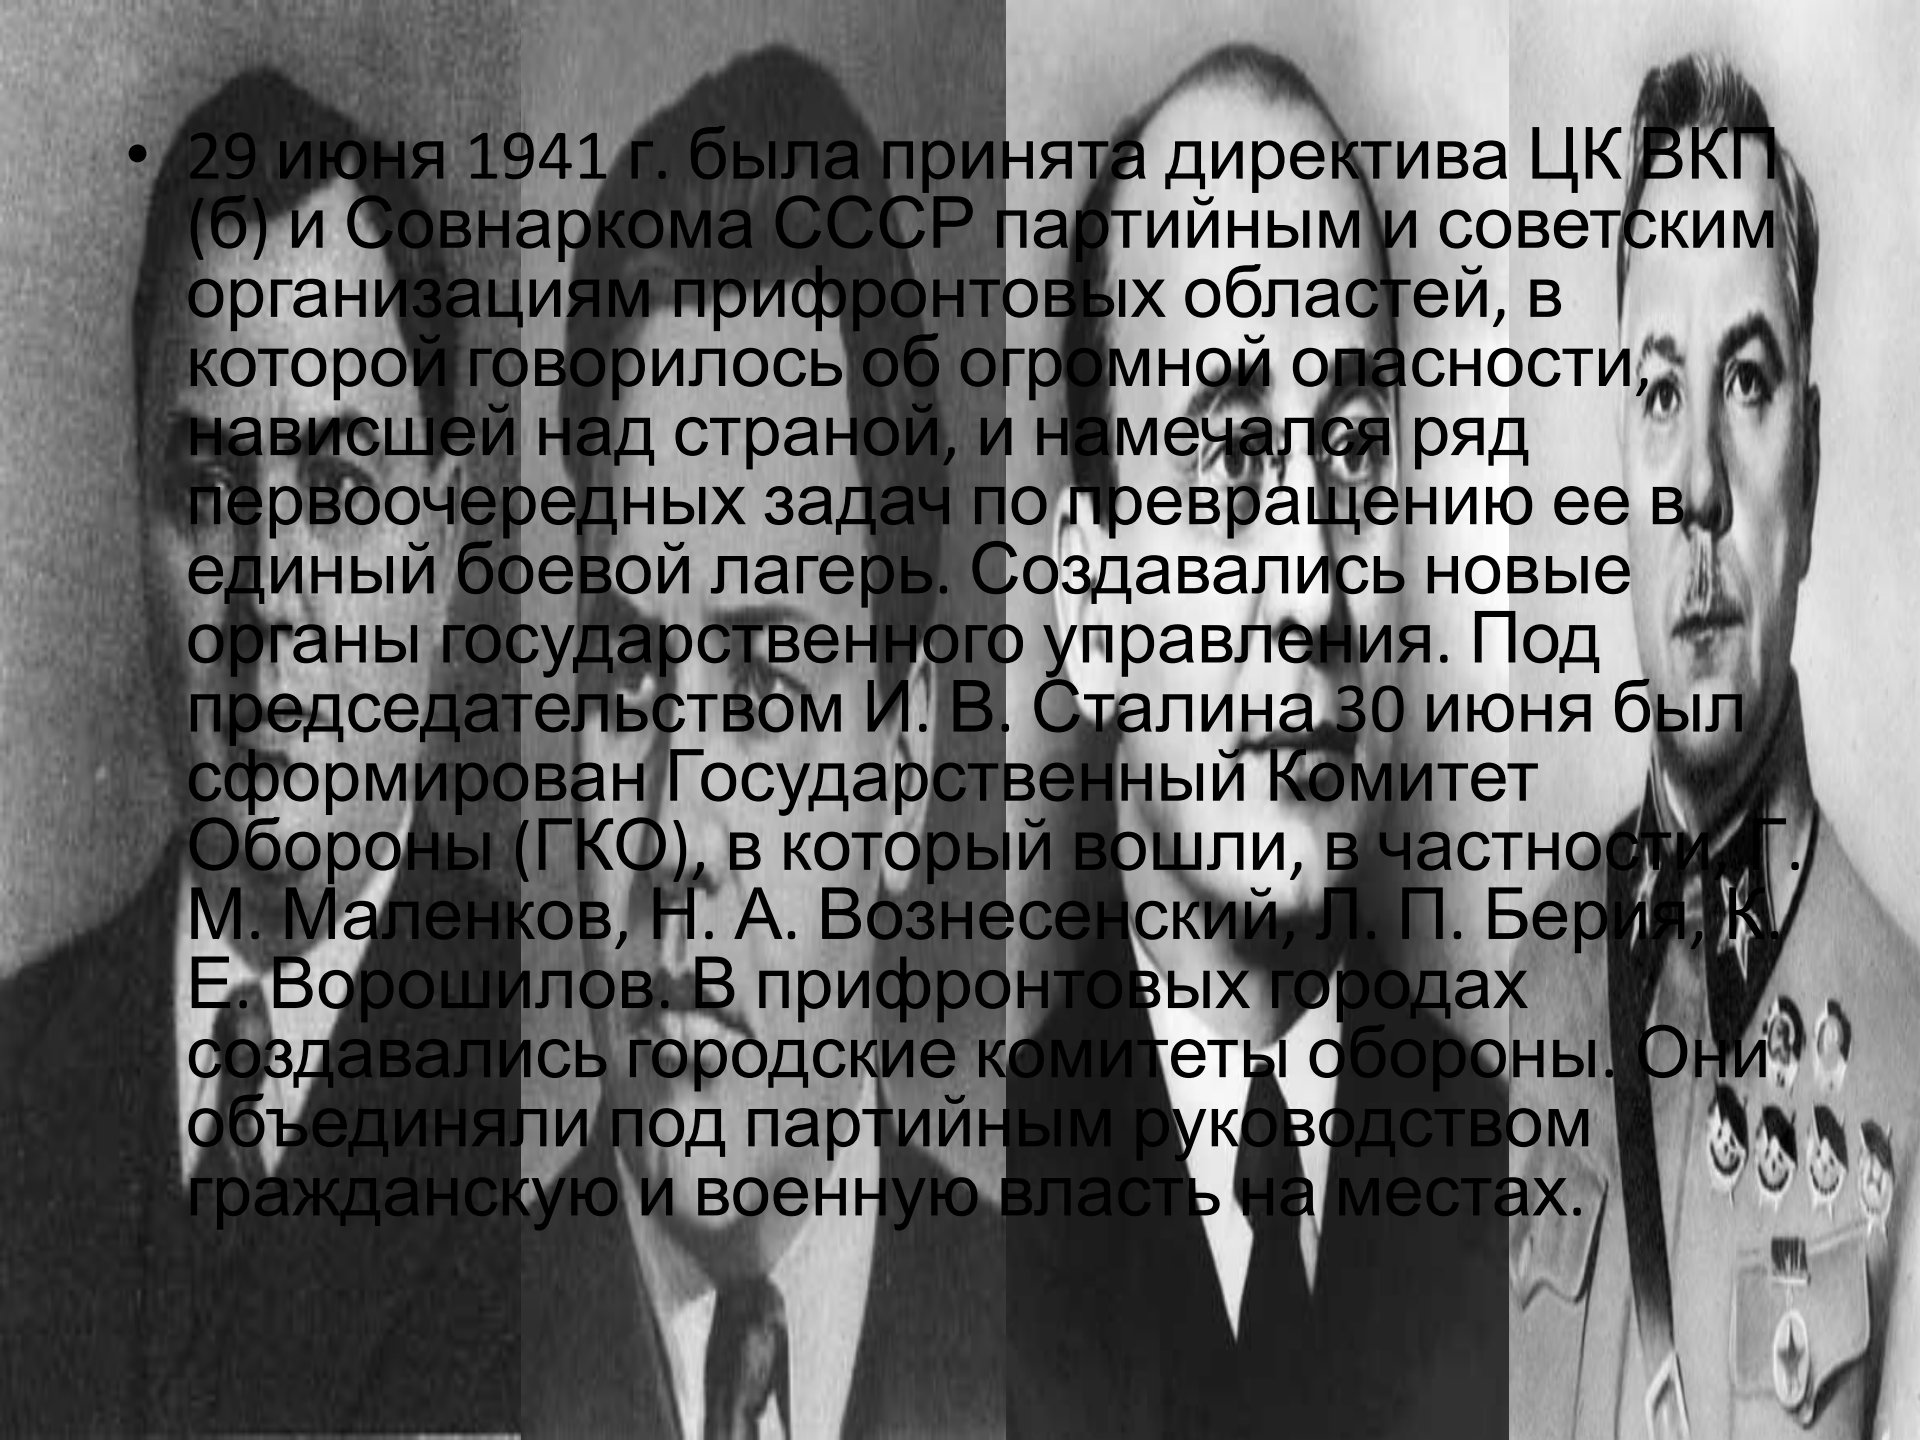 • 29 июня 1941 г. была принята директива ЦК ВКП
(б) и Совнаркома СССР партийным и советским
организациям прифронтовых областей, в
которой говорилось об огромной опасности,
нависшей над страной, и намечался ряд
первоочередных задач по превращению ее в
единый боевой лагерь. Создавались новые
органы государственного управления. Под
председательством И. В. Сталина 30 июня был
сформирован Государственный Комитет
Обороны (ГКО), в который вошли, в частности, Г.
М. Маленков, Н. А. Вознесенский, Л. П. Берия, К.
Е. Ворошилов. В прифронтовых городах
создавались городские комитеты обороны. Они
объединяли под партийным руководством
гражданскую и военную власть на местах.